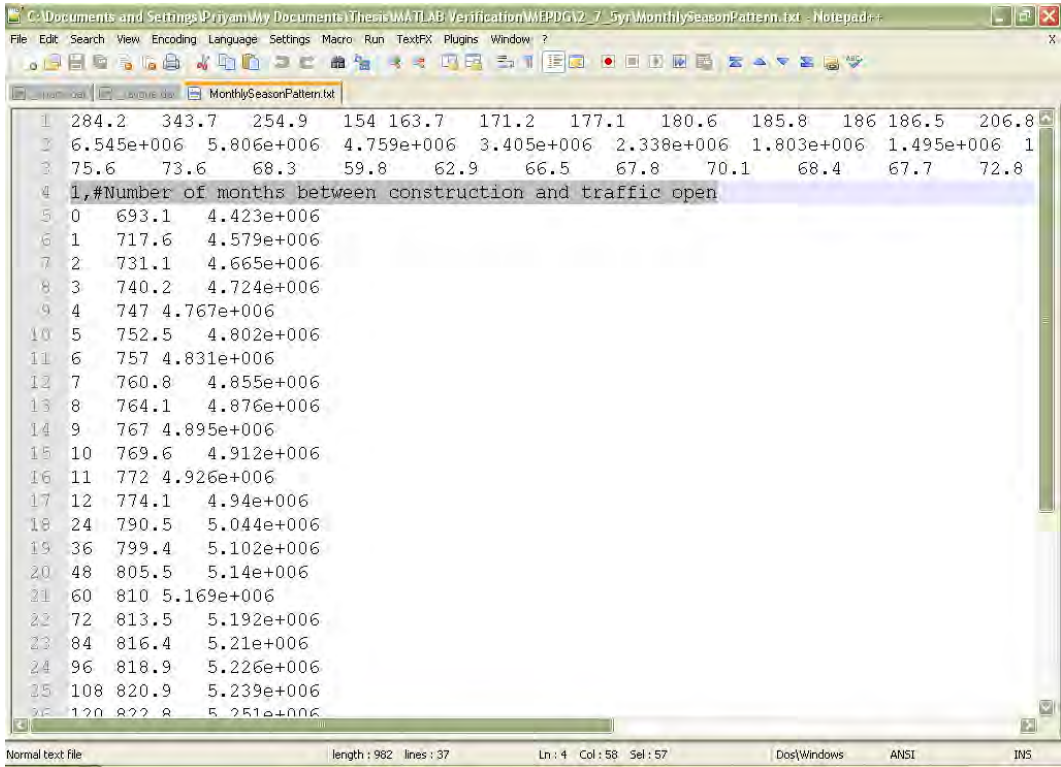 C:\Documents and Settings\Priyam\My Documents\Thesis\MATLAB Verification\MEPDG\2_7_5yr\MonthlySeasonPattern.txt - Notepad++
File Edit Search View Encoding Language Settings Macro Run TextFX Plugins Window ? X
MonthlySeasonPattern.txt
1 284.2 343.7 254.9 154 163.7 171.2 177.1 180.6 185.8 186 186.5 206.8
2 6.545e+006 5.806e+006 4.759e+006 3.405e+006 2.338e+006 1.803e+006 1.495e+006 1
3 75.6 73.6 68.3 59.8 62.9 66.5 67.8 70.1 68.4 67.7 72.8
4 1,#Number of months between construction and traffic open
5 0 693.1 4.423e+006
6 1 717.6 4.579e+006
7 2 731.1 4.665e+006
8 3 740.2 4.724e+006
9 4 747 4.767e+006
10 5 752.5 4.802e+006
11 6 757 4.831e+006
12 7 760.8 4.855e+006
13 8 764.1 4.876e+006
14 9 767 4.895e+006
15 10 769.6 4.912e+006
16 11 772 4.926e+006
17 12 774.1 4.94e+006
18 24 790.5 5.044e+006
19 36 799.4 5.102e+006
20 48 805.5 5.14e+006
21 60 810 5.169e+006
22 72 813.5 5.192e+006
23 84 816.4 5.21e+006
24 96 818.9 5.226e+006
25 108 820.9 5.239e+006
26 120 822.8 5.251e+006
Normal text file length : 982 lines : 37 Ln : 4 Col : 58 Sel : 57 Dos\Windows ANSI INS